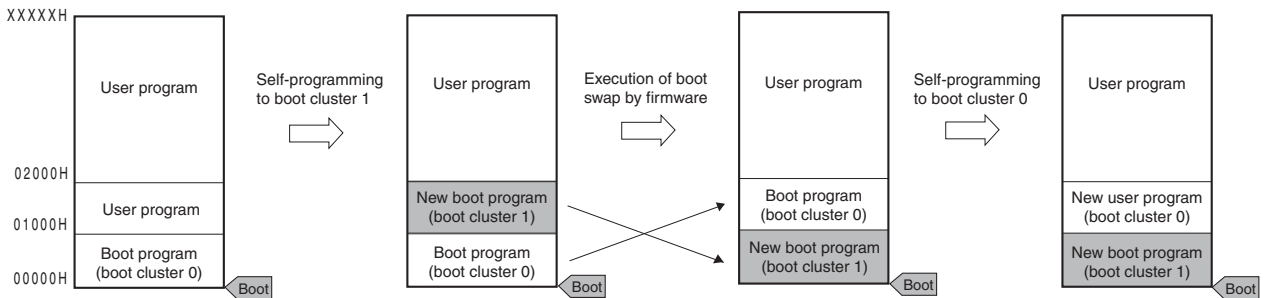 XXXXXH
User program
Self-programming
to boot cluster 1
User program
Execution of boot
swap by firmware
User program
Self-programming
to boot cluster 0
User program
02000H
User program
01000H
Boot program
(boot cluster 0)
00000H
Boot
New boot program
(boot cluster 1)
Boot program
(boot cluster 0)
Boot
Boot program
(boot cluster 0)
New boot program
(boot cluster 1)
Boot
New user program
(boot cluster 0)
New boot program
(boot cluster 1)
Boot